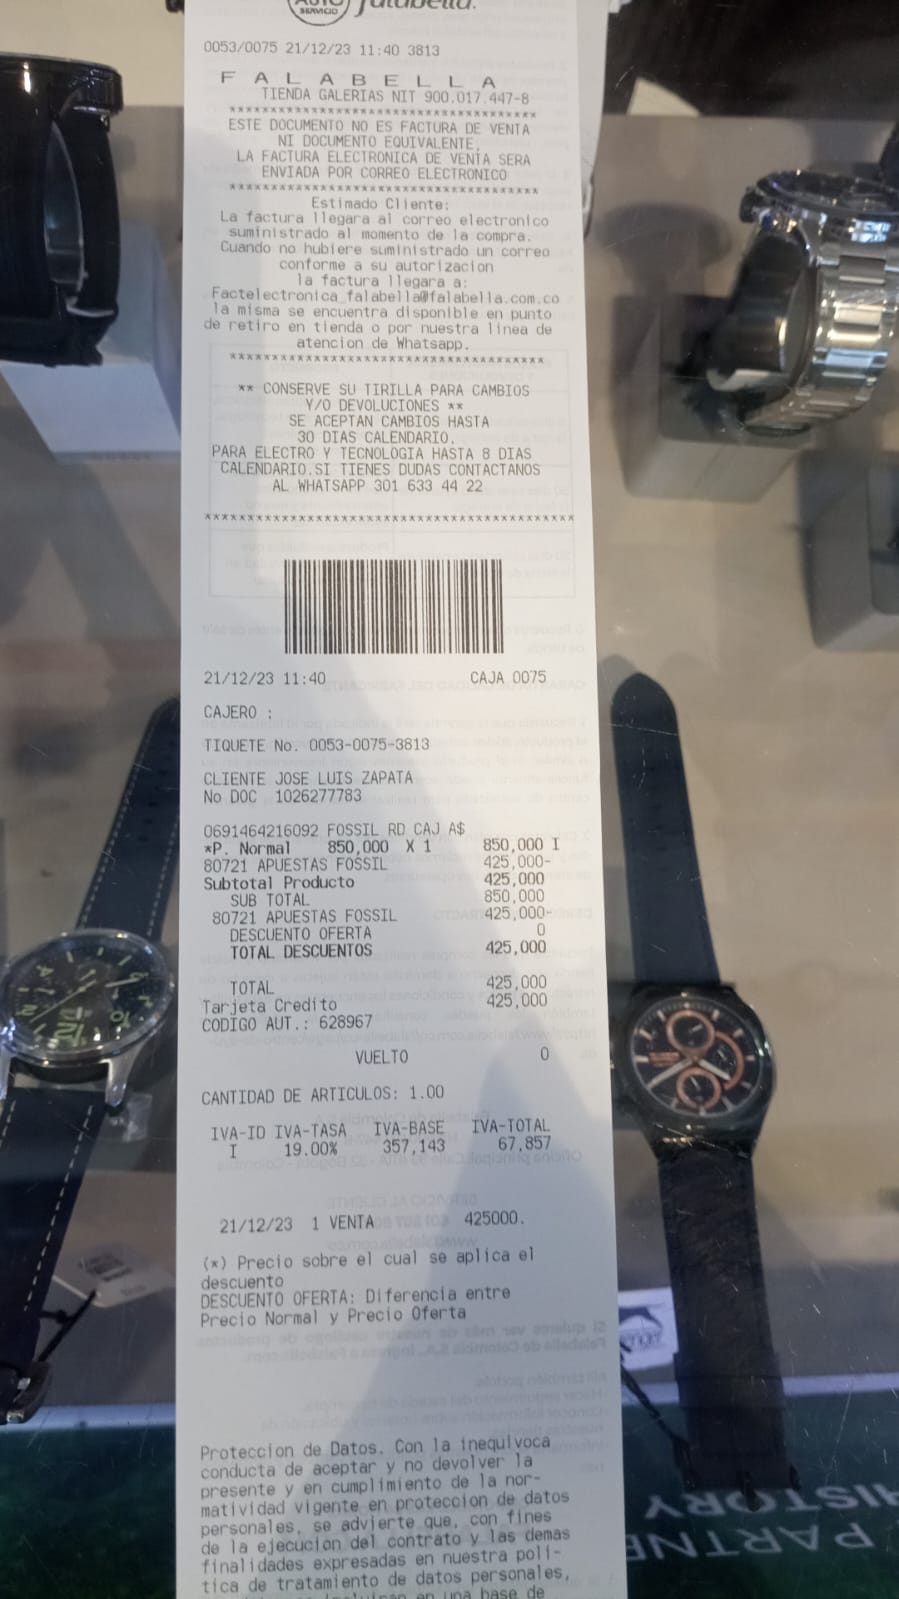 AUTO
SERVICIO
falabella.
0053/0075 21/12/23 11:40 3813
F A L A B E L L A
TIENDA GALERIAS NIT 900.017.447-8
***********************************
ESTE DOCUMENTO NO ES FACTURA DE VENTA
NI DOCUMENTO EQUIVALENTE,
LA FACTURA ELECTRONICA DE VENTA SERA
ENVIADA POR CORREO ELECTRONICO
***********************************
Estimado Cliente:
La factura llegara al correo electronico
suministrado al momento de la compra.
Cuando no hubiere suministrado un correo
conforme a su autorizacion
la factura llegara a:
Factelectronica_falabella@falabella.com.co
la misma se encuentra disponible en punto
de retiro en tienda o por nuestra linea de
atencion de Whatsapp.
***********************************
** CONSERVE SU TIRILLA PARA CAMBIOS
Y/O DEVOLUCIONES **
SE ACEPTAN CAMBIOS HASTA
30 DIAS CALENDARIO.
PARA ELECTRO Y TECNOLOGIA HASTA 8 DIAS
CALENDARIO.SI TIENES DUDAS CONTACTANOS
AL WHATSAPP 301 633 44 22
******************************************
21/12/23 11:40 CAJA 0075
CAJERO :
TIQUETE No. 0053-0075-3813
CLIENTE JOSE LUIS ZAPATA
No DOC 1026277783
0691464216092 FOSSIL RD CAJ A$
*P. Normal 850,000 X 1 850,000 I
80721 APUESTAS FOSSIL 425,000-
Subtotal Producto 425,000
SUB TOTAL 850,000
80721 APUESTAS FOSSIL 425,000-
DESCUENTO OFERTA 0
TOTAL DESCUENTOS 425,000
TOTAL 425,000
Tarjeta Credito 425,000
CODIGO AUT.: 628967
VUELTO 0
CANTIDAD DE ARTICULOS: 1.00
IVA-ID IVA-TASA IVA-BASE IVA-TOTAL
I 19.00% 357,143 67,857
21/12/23 1 VENTA 425000.
(*) Precio sobre el cual se aplica el
descuento
DESCUENTO OFERTA: Diferencia entre
Precio Normal y Precio Oferta
Proteccion de Datos. Con la inequivoca
conducta de aceptar y no devolver la
presente y en cumplimiento de la nor-
matividad vigente en proteccion de datos
personales, se advierte que, con fines
de la ejecucion del contrato y las demas
finalidades expresadas en nuestra poli-
tica de tratamiento de datos personales,
en una base de
PARTNE
HISTORY